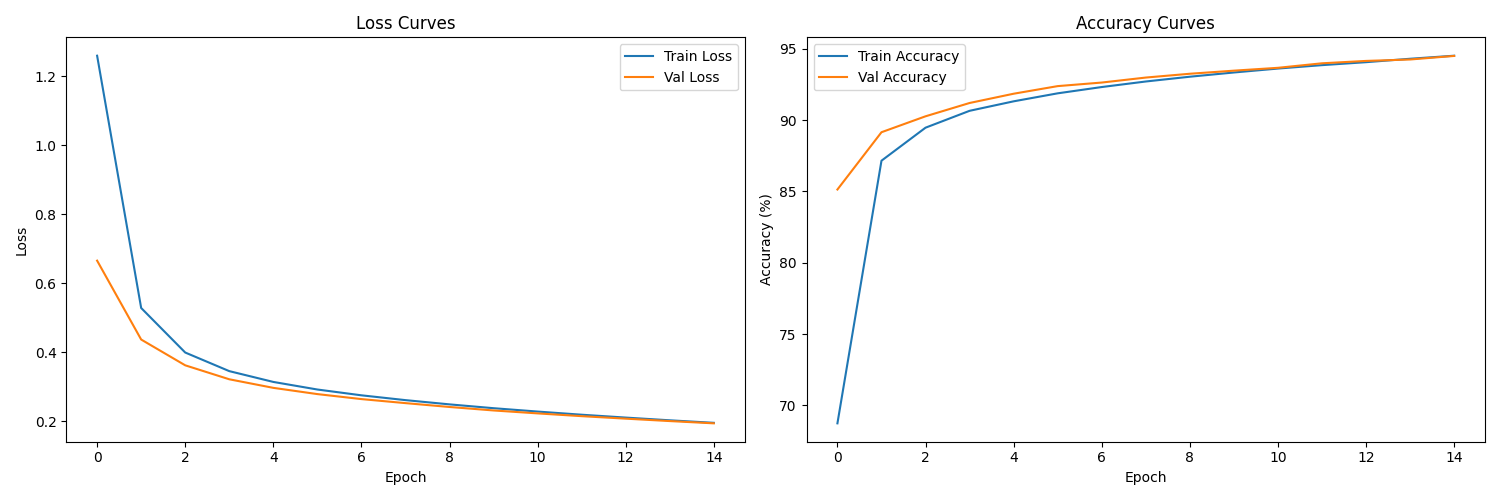 Loss Curves
Train Loss
Val Loss
1.2
1.0
0.8
0.6
0.4
0.2
Loss
0 2 4 6 8 10 12 14
Epoch
Accuracy Curves
Train Accuracy
Val Accuracy
95
90
85
80
75
70
Accuracy (%)
0 2 4 6 8 10 12 14
Epoch